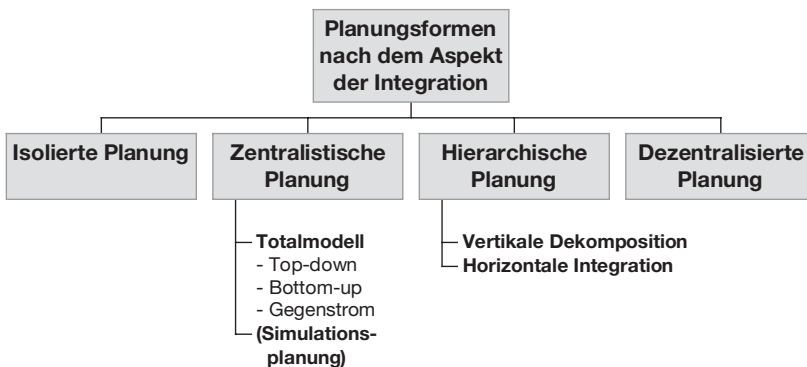 Planungsformen
nach dem Aspekt
der Integration
Isolierte Planung
Zentralistische
Planung
Hierarchische
Planung
Dezentralisierte
Planung
Totalmodell
- Top-down
- Bottom-up
- Gegenstrom
(Simulations-
planung)
Vertikale Dekomposition
Horizontale Integration